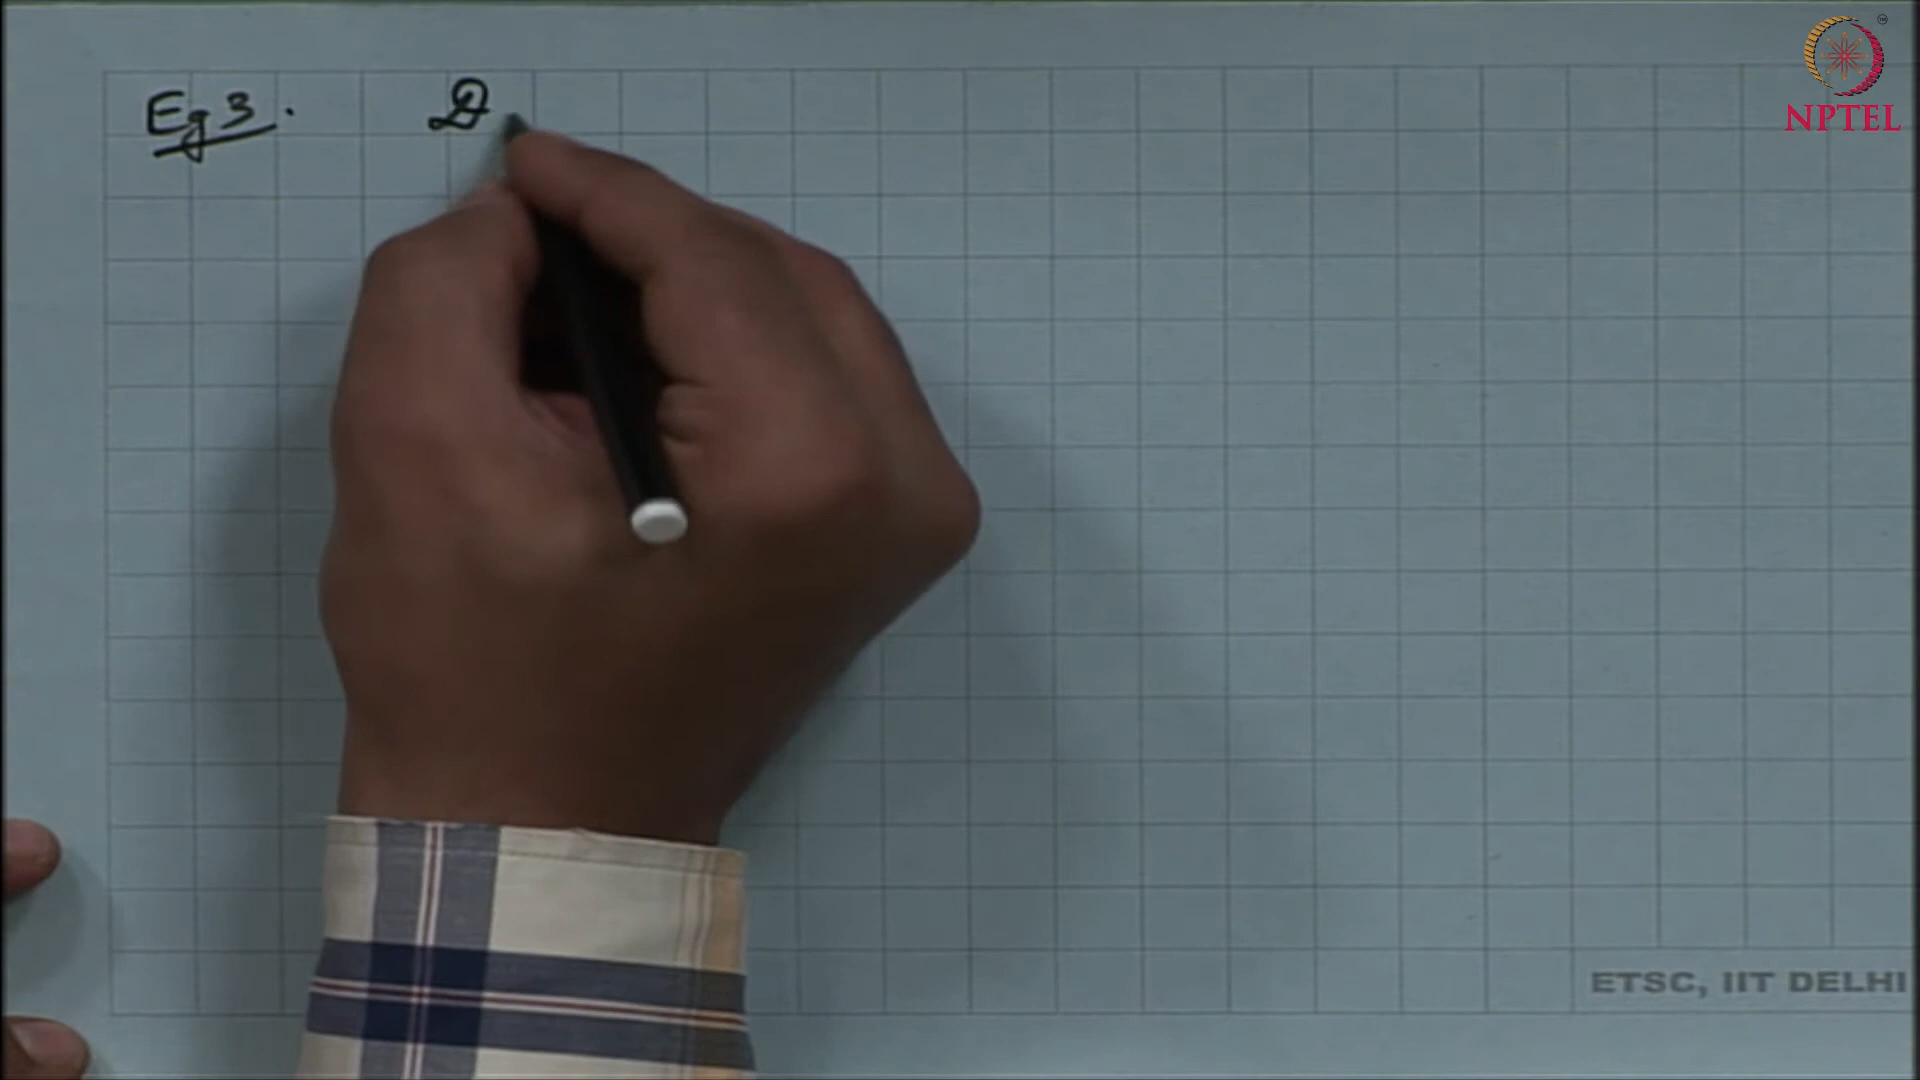 Eg 3. D
NPTEL
ETSC, IIT DELHI